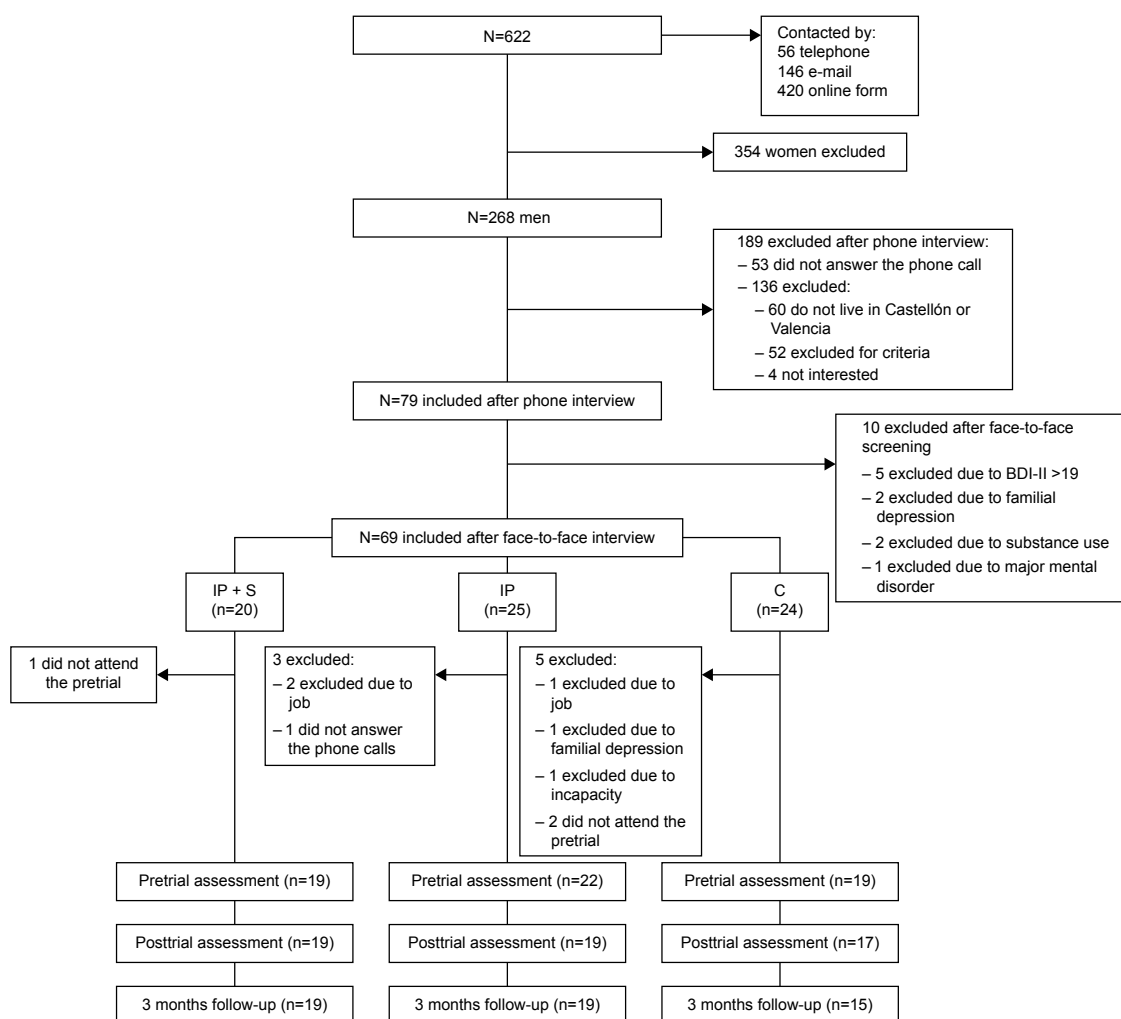 N=622
Contacted by:
56 telephone
146 e-mail
420 online form
354 women excluded
N=268 men
189 excluded after phone interview:
– 53 did not answer the phone call
– 136 excluded:
– 60 do not live in Castellón or
Valencia
– 52 excluded for criteria
– 4 not interested
N=79 included after phone interview
10 excluded after face-to-face
screening
– 5 excluded due to BDI-II >19
– 2 excluded due to familial
depression
– 2 excluded due to substance use
– 1 excluded due to major mental
disorder
N=69 included after face-to-face interview
IP + S
(n=20)
IP
(n=25)
C
(n=24)
1 did not attend
the pretrial
3 excluded:
– 2 excluded due to
job
– 1 did not answer
the phone calls
5 excluded:
– 1 excluded due to
job
– 1 excluded due to
familial depression
– 1 excluded due to
incapacity
– 2 did not attend the
pretrial
Pretrial assessment (n=19)
Pretrial assessment (n=22)
Pretrial assessment (n=19)
Posttrial assessment (n=19)
Posttrial assessment (n=19)
Posttrial assessment (n=17)
3 months follow-up (n=19)
3 months follow-up (n=19)
3 months follow-up (n=15)